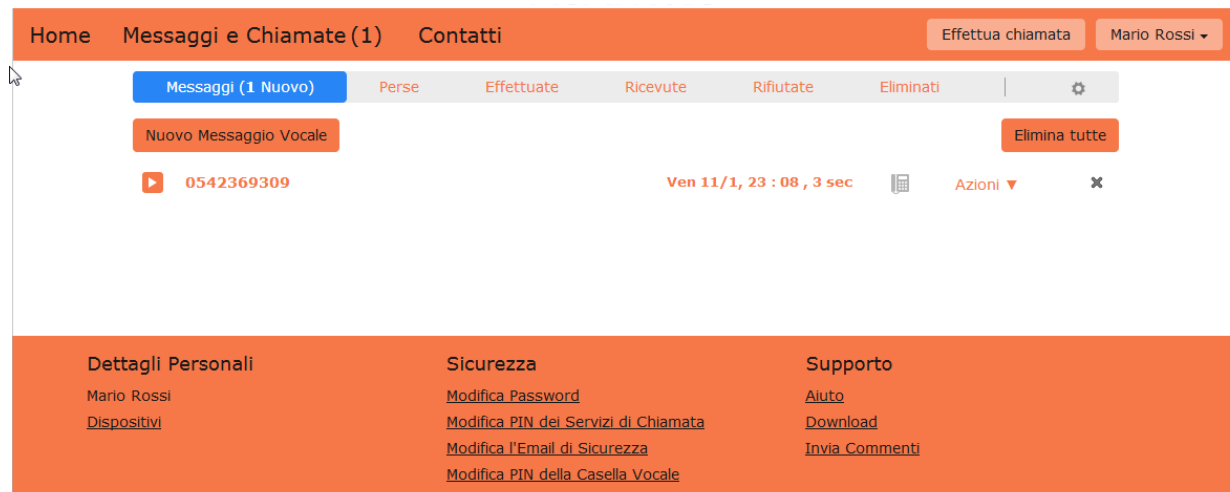 Home Messaggi e Chiamate (1) Contatti Effettua chiamata Mario Rossi ▾
Messaggi (1 Nuovo) Perse Effettuate Ricevute Rifiutate Eliminati
Nuovo Messaggio Vocale Elimina tutte
0542369309 Ven 11/1, 23 : 08 , 3 sec Azioni ▼
Dettagli Personali Sicurezza Supporto
Mario Rossi Modifica Password Aiuto
Dispositivi Modifica PIN dei Servizi di Chiamata Download
Modifica l'Email di Sicurezza Invia Commenti
Modifica PIN della Casella Vocale